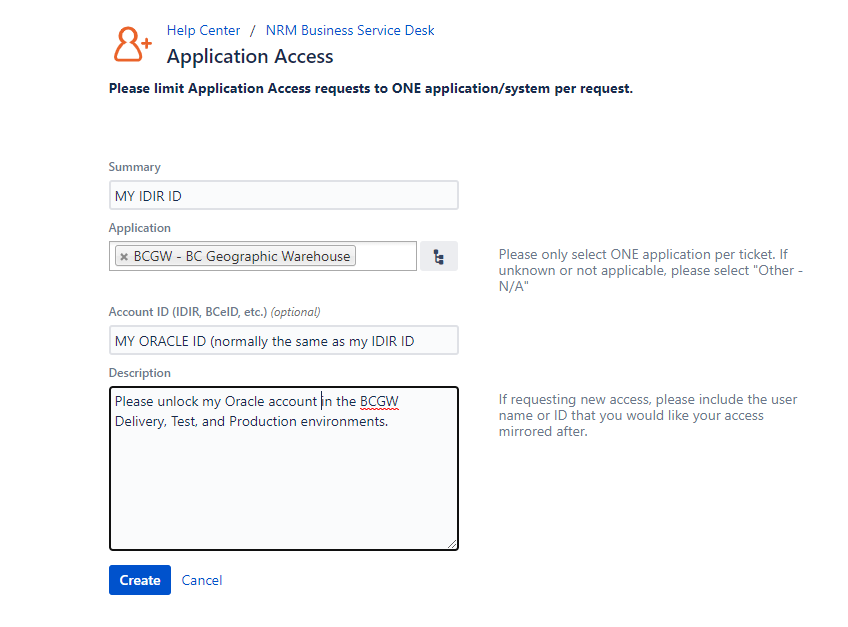 Help Center / NRM Business Service Desk
Application Access
Please limit Application Access requests to ONE application/system per request.
Summary
MY IDIR ID
Application
× BCGW - BC Geographic Warehouse
Please only select ONE application per ticket. If
unknown or not applicable, please select "Other -
N/A"
Account ID (IDIR, BCeID, etc.) (optional)
MY ORACLE ID (normally the same as my IDIR ID
Description
Please unlock my Oracle account in the BCGW
Delivery, Test, and Production environments.
If requesting new access, please include the user
name or ID that you would like your access
mirrored after.
Create Cancel